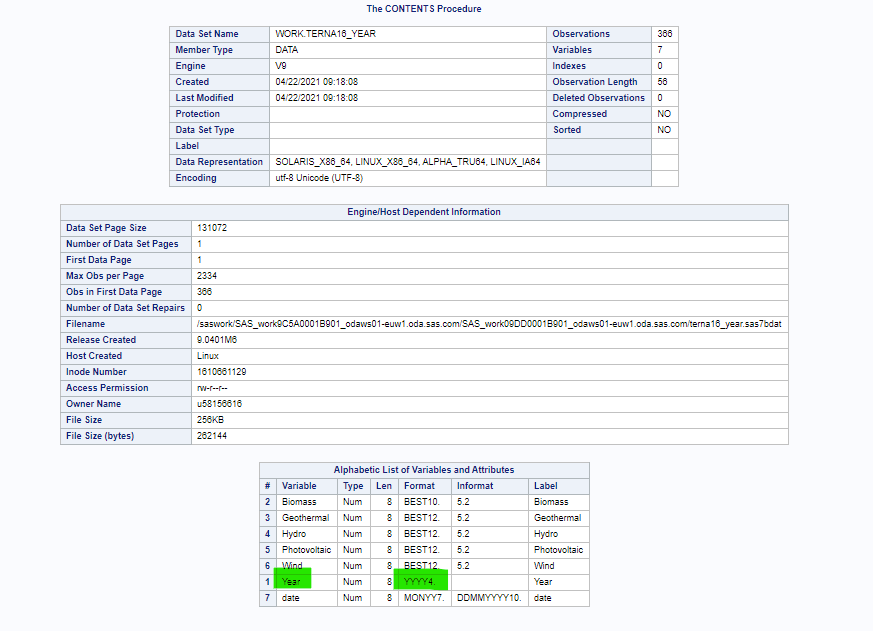 The CONTENTS Procedure
Data Set Name WORK.TERNA16_YEAR Observations 366
Member Type DATA Variables 7
Engine V9 Indexes 0
Created 04/22/2021 09:18:08 Observation Length 56
Last Modified 04/22/2021 09:18:08 Deleted Observations 0
Protection Compressed NO
Data Set Type Sorted NO
Label
Data Representation SOLARIS_X86_64, LINUX_X86_64, ALPHA_TRU64, LINUX_IA64
Encoding utf-8 Unicode (UTF-8)
Engine/Host Dependent Information
Data Set Page Size 131072
Number of Data Set Pages 1
First Data Page 1
Max Obs per Page 2334
Obs in First Data Page 366
Number of Data Set Repairs 0
Filename /saswork/SAS_work9C5A0001B901_odaws01-euw1.oda.sas.com/SAS_work09DD0001B901_odaws01-euw1.oda.sas.com/terna16_year.sas7bdat
Release Created 9.0401M6
Host Created Linux
Inode Number 1610661129
Access Permission rw-r--r--
Owner Name u58156616
File Size 256KB
File Size (bytes) 262144
Alphabetic List of Variables and Attributes
# Variable Type Len Format Informat Label
2 Biomass Num 8 BEST10. 5.2 Biomass
3 Geothermal Num 8 BEST12. 5.2 Geothermal
4 Hydro Num 8 BEST12. 5.2 Hydro
5 Photovoltaic Num 8 BEST12. 5.2 Photovoltaic
6 Wind Num 8 BEST12. 5.2 Wind
1 Year Num 8 YYYY4. Year
7 date Num 8 MONYY7. DDMMYYYY10. date